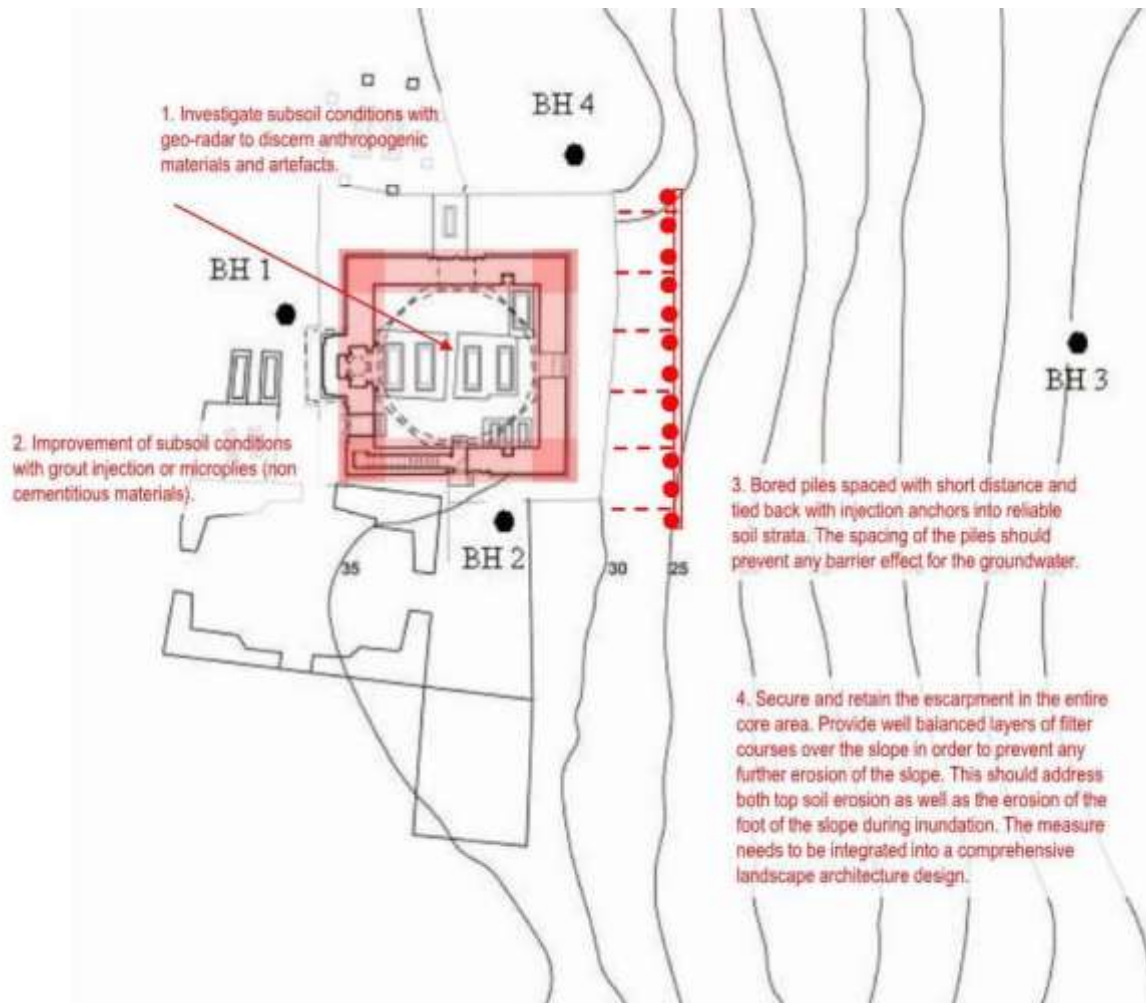 1. Investigate subsoil conditions with
geo-radar to discern anthropogenic
materials and artefacts.
BH 4
BH 1
BH 3
2. Improvement of subsoil conditions
with grout injection or microplies (non
cementitious materials).
BH 2
35
30
25
3. Bored piles spaced with short distance and
tied back with injection anchors into reliable
soil strata. The spacing of the piles should
prevent any barrier effect for the groundwater.
4. Secure and retain the escarpment in the entire
core area. Provide well balanced layers of filter
courses over the slope in order to prevent any
further erosion of the slope. This should address
both top soil erosion as well as the erosion of the
foot of the slope during inundation. The measure
needs to be integrated into a comprehensive
landscape architecture design.